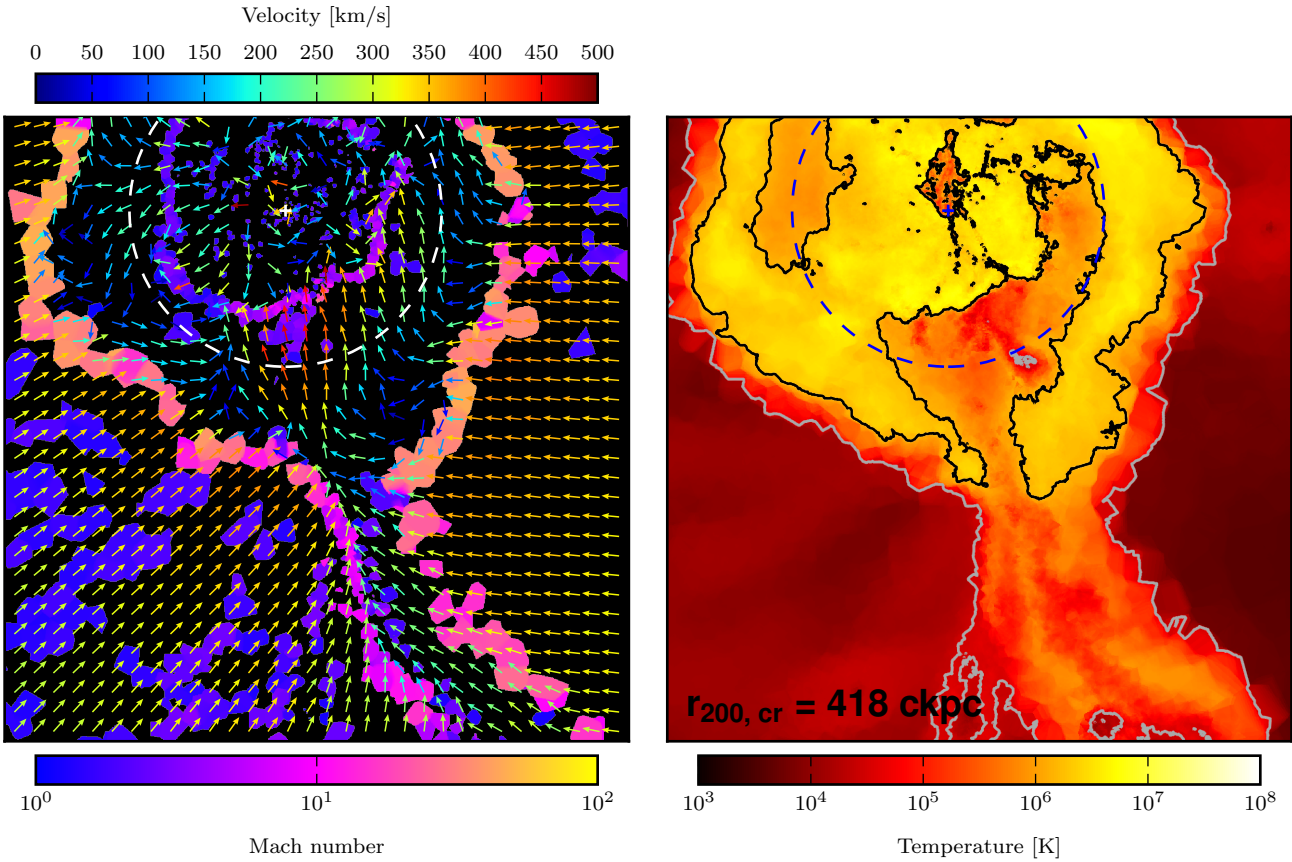 Velocity [km/s]
0 50 100 150 200 250 300 350 400 450 500
r200, cr = 418 ckpc
10^0 10^1 10^2
10^3 10^4 10^5 10^6 10^7 10^8
Mach number
Temperature [K]